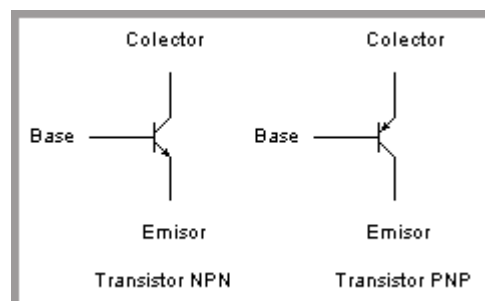 Colector Colector
Base Base
Emisor Emisor
Transistor NPN Transistor PNP